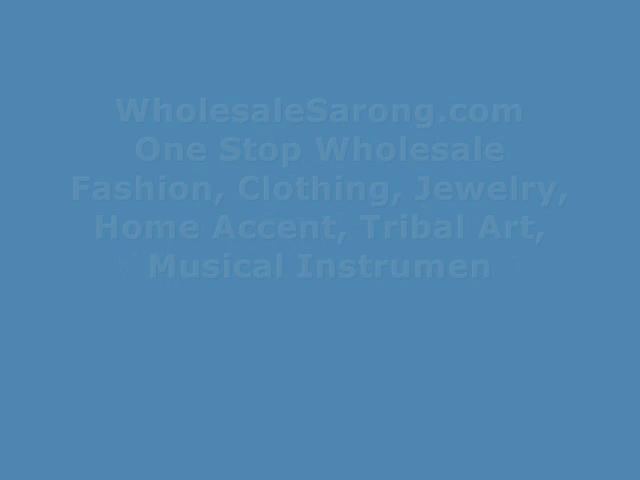 WholesaleSarong.com
One Stop Wholesale
Fashion, Clothing, Jewelry,
Home Accent, Tribal Art,
Musical Instrumen